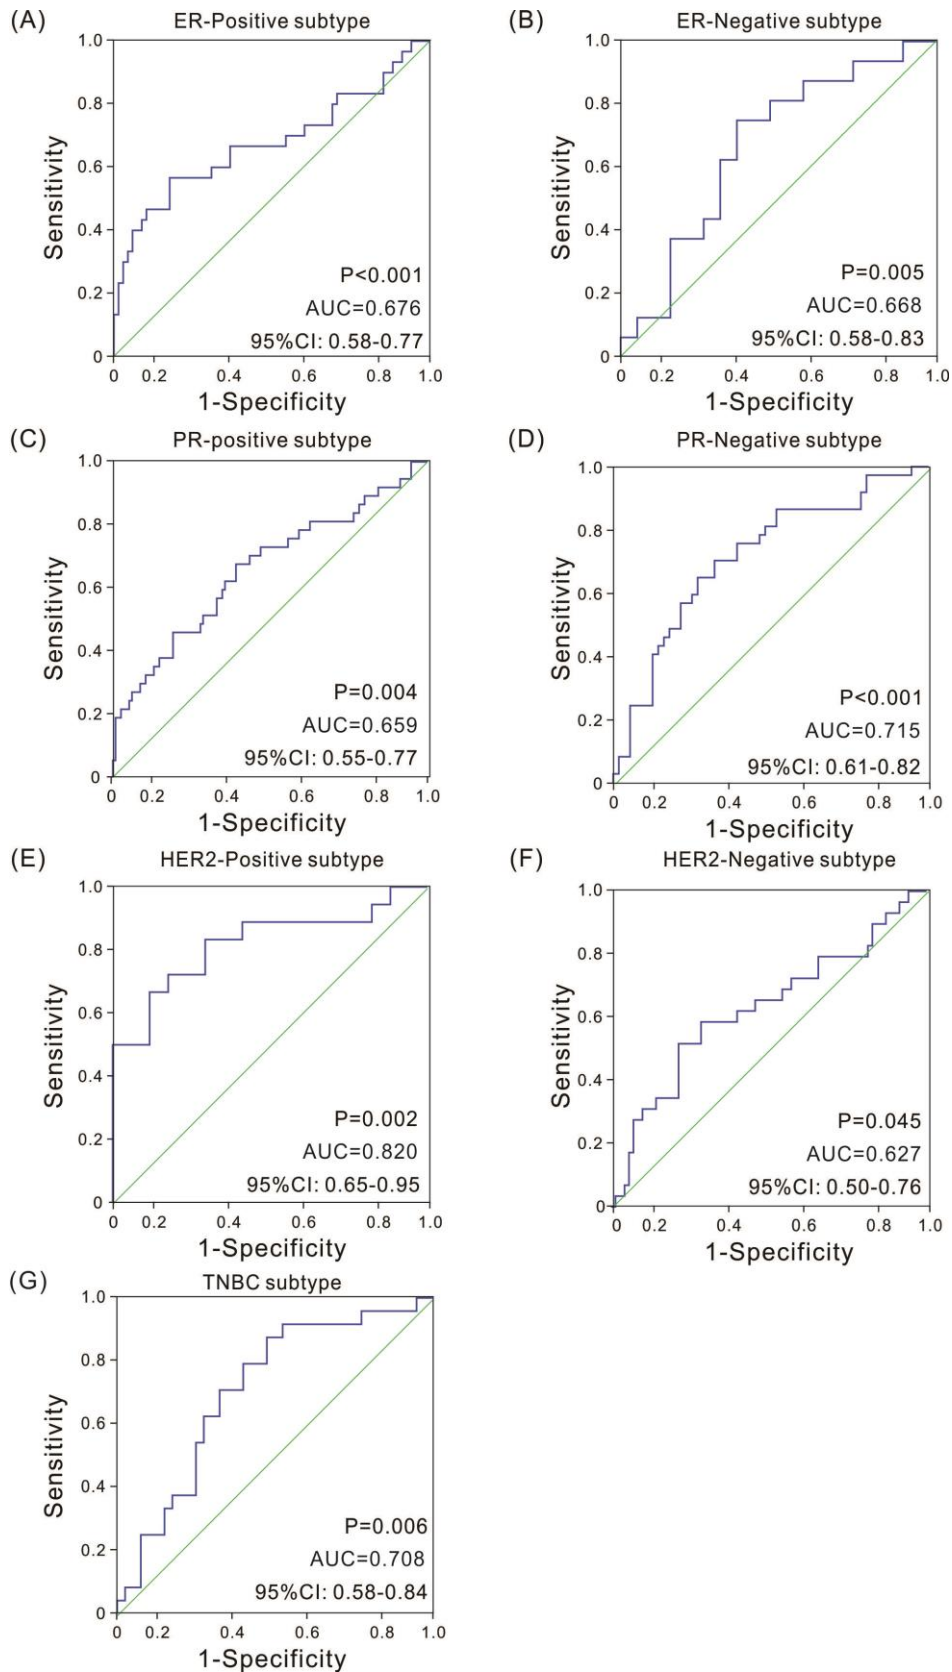 (A) ER-Positive subtype
1.0
0.8
0.6
0.4
0.2
0
Sensitivity
P<0.001
AUC=0.676
95%CI: 0.58-0.77
0 0.2 0.4 0.6 0.8 1.0
1-Specificity
(B) ER-Negative subtype
1.0
0.8
0.6
0.4
0.2
0
Sensitivity
P=0.005
AUC=0.668
95%CI: 0.58-0.83
0 0.2 0.4 0.6 0.8 1.0
1-Specificity
(C) PR-positive subtype
1.0
0.8
0.6
0.4
0.2
0
Sensitivity
P=0.004
AUC=0.659
95%CI: 0.55-0.77
0 0.2 0.4 0.6 0.8 1.0
1-Specificity
(D) PR-Negative subtype
1.0
0.8
0.6
0.4
0.2
0
Sensitivity
P<0.001
AUC=0.715
95%CI: 0.61-0.82
0 0.2 0.4 0.6 0.8 1.0
1-Specificity
(E) HER2-Positive subtype
1.0
0.8
0.6
0.4
0.2
0
Sensitivity
P=0.002
AUC=0.820
95%CI: 0.65-0.95
0 0.2 0.4 0.6 0.8 1.0
1-Specificity
(F) HER2-Negative subtype
1.0
0.8
0.6
0.4
0.2
0
Sensitivity
P=0.045
AUC=0.627
95%CI: 0.50-0.76
0 0.2 0.4 0.6 0.8 1.0
1-Specificity
(G) TNBC subtype
1.0
0.8
0.6
0.4
0.2
0
Sensitivity
P=0.006
AUC=0.708
95%CI: 0.58-0.84
0 0.2 0.4 0.6 0.8 1.0
1-Specificity